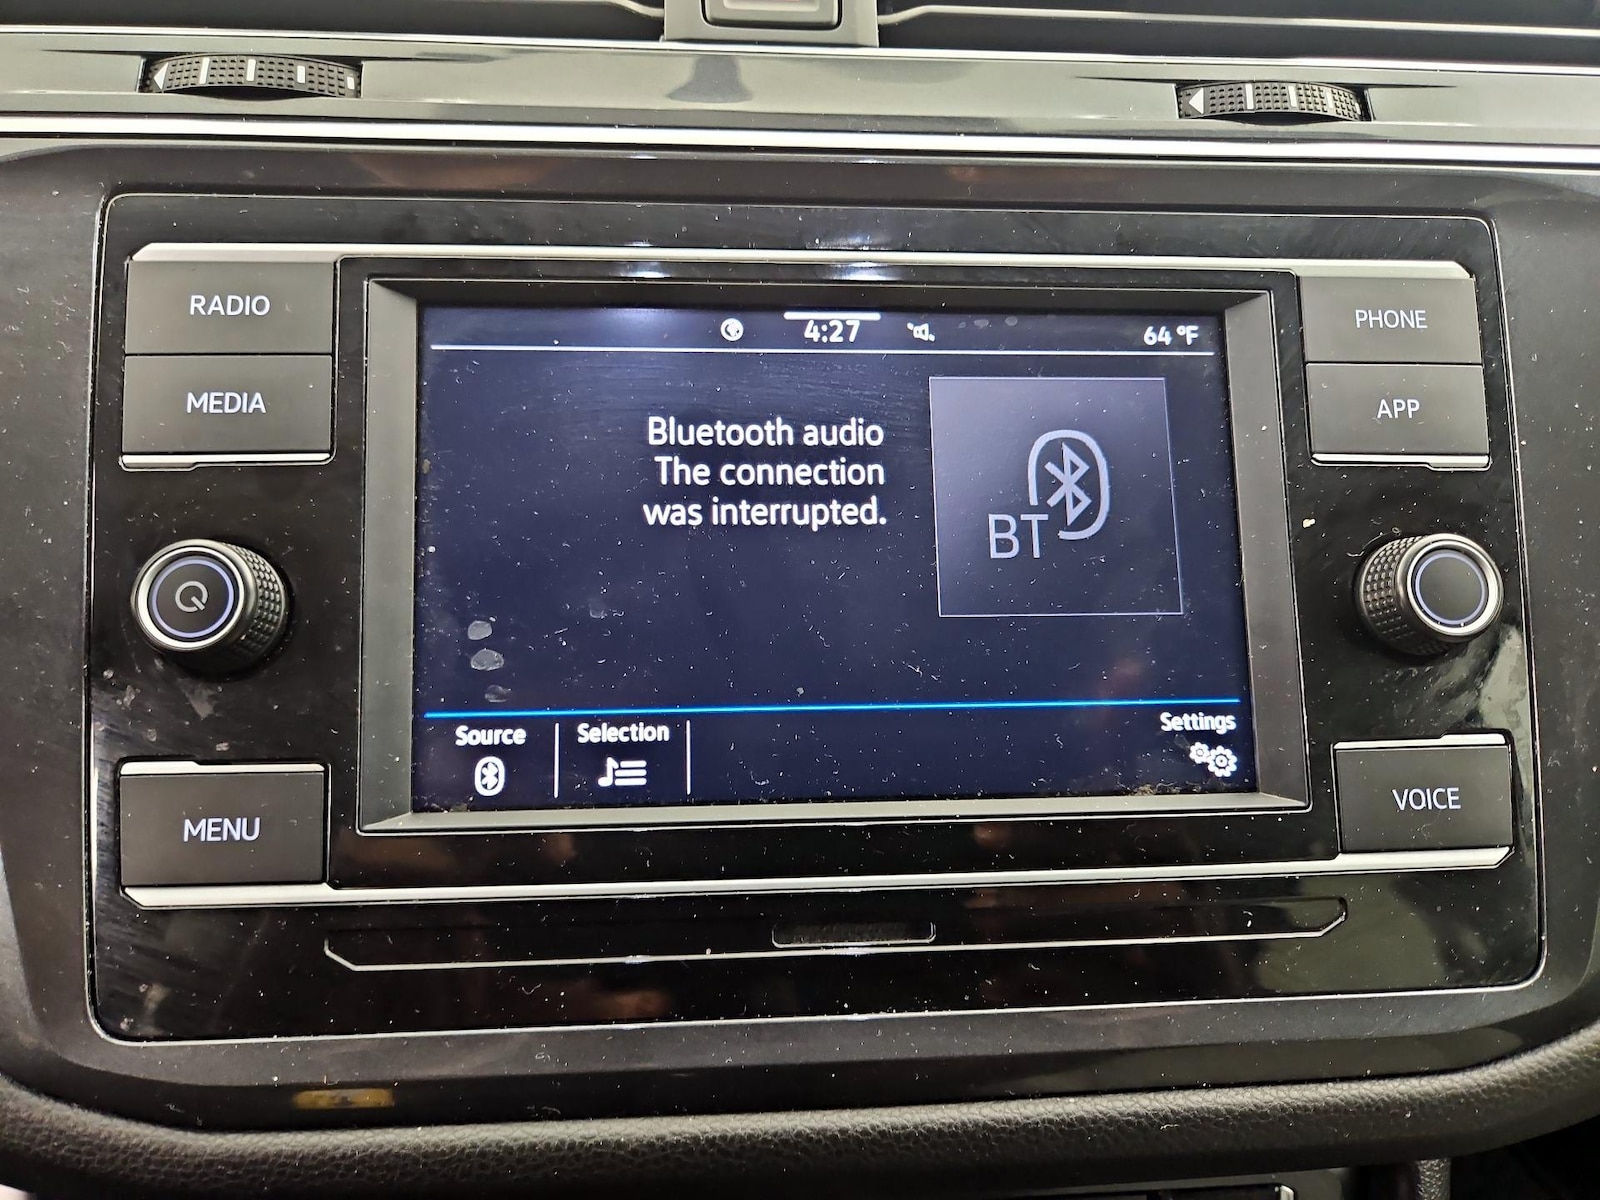 RADIO
MEDIA
MENU
4:27
64 °F
Bluetooth audio
The connection
was interrupted.
BT
Source
Selection
Settings
PHONE
APP
VOICE